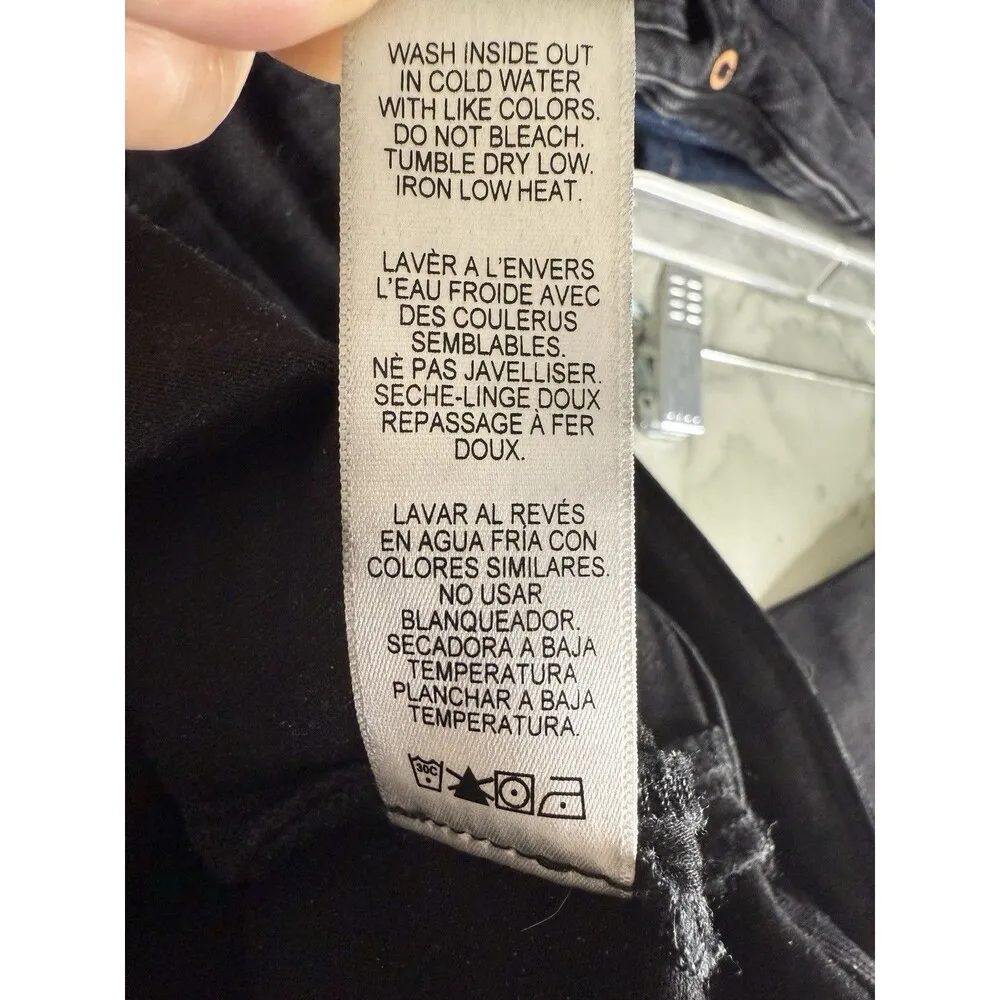 WASH INSIDE OUT
IN COLD WATER
WITH LIKE COLORS.
DO NOT BLEACH.
TUMBLE DRY LOW.
IRON LOW HEAT.
LAVÈR A L'ENVERS
L'EAU FROIDE AVEC
DES COULERUS
SEMBLABLES.
NÈ PAS JAVELLISER.
SECHE-LINGE DOUX
REPASSAGE À FER
DOUX.
LAVAR AL REVÉS
EN AGUA FRÍA CON
COLORES SIMILARES.
NO USAR
BLANQUEADOR.
SECADORA A BAJA
TEMPERATURA
PLANCHAR A BAJA
TEMPERATURA.
30C